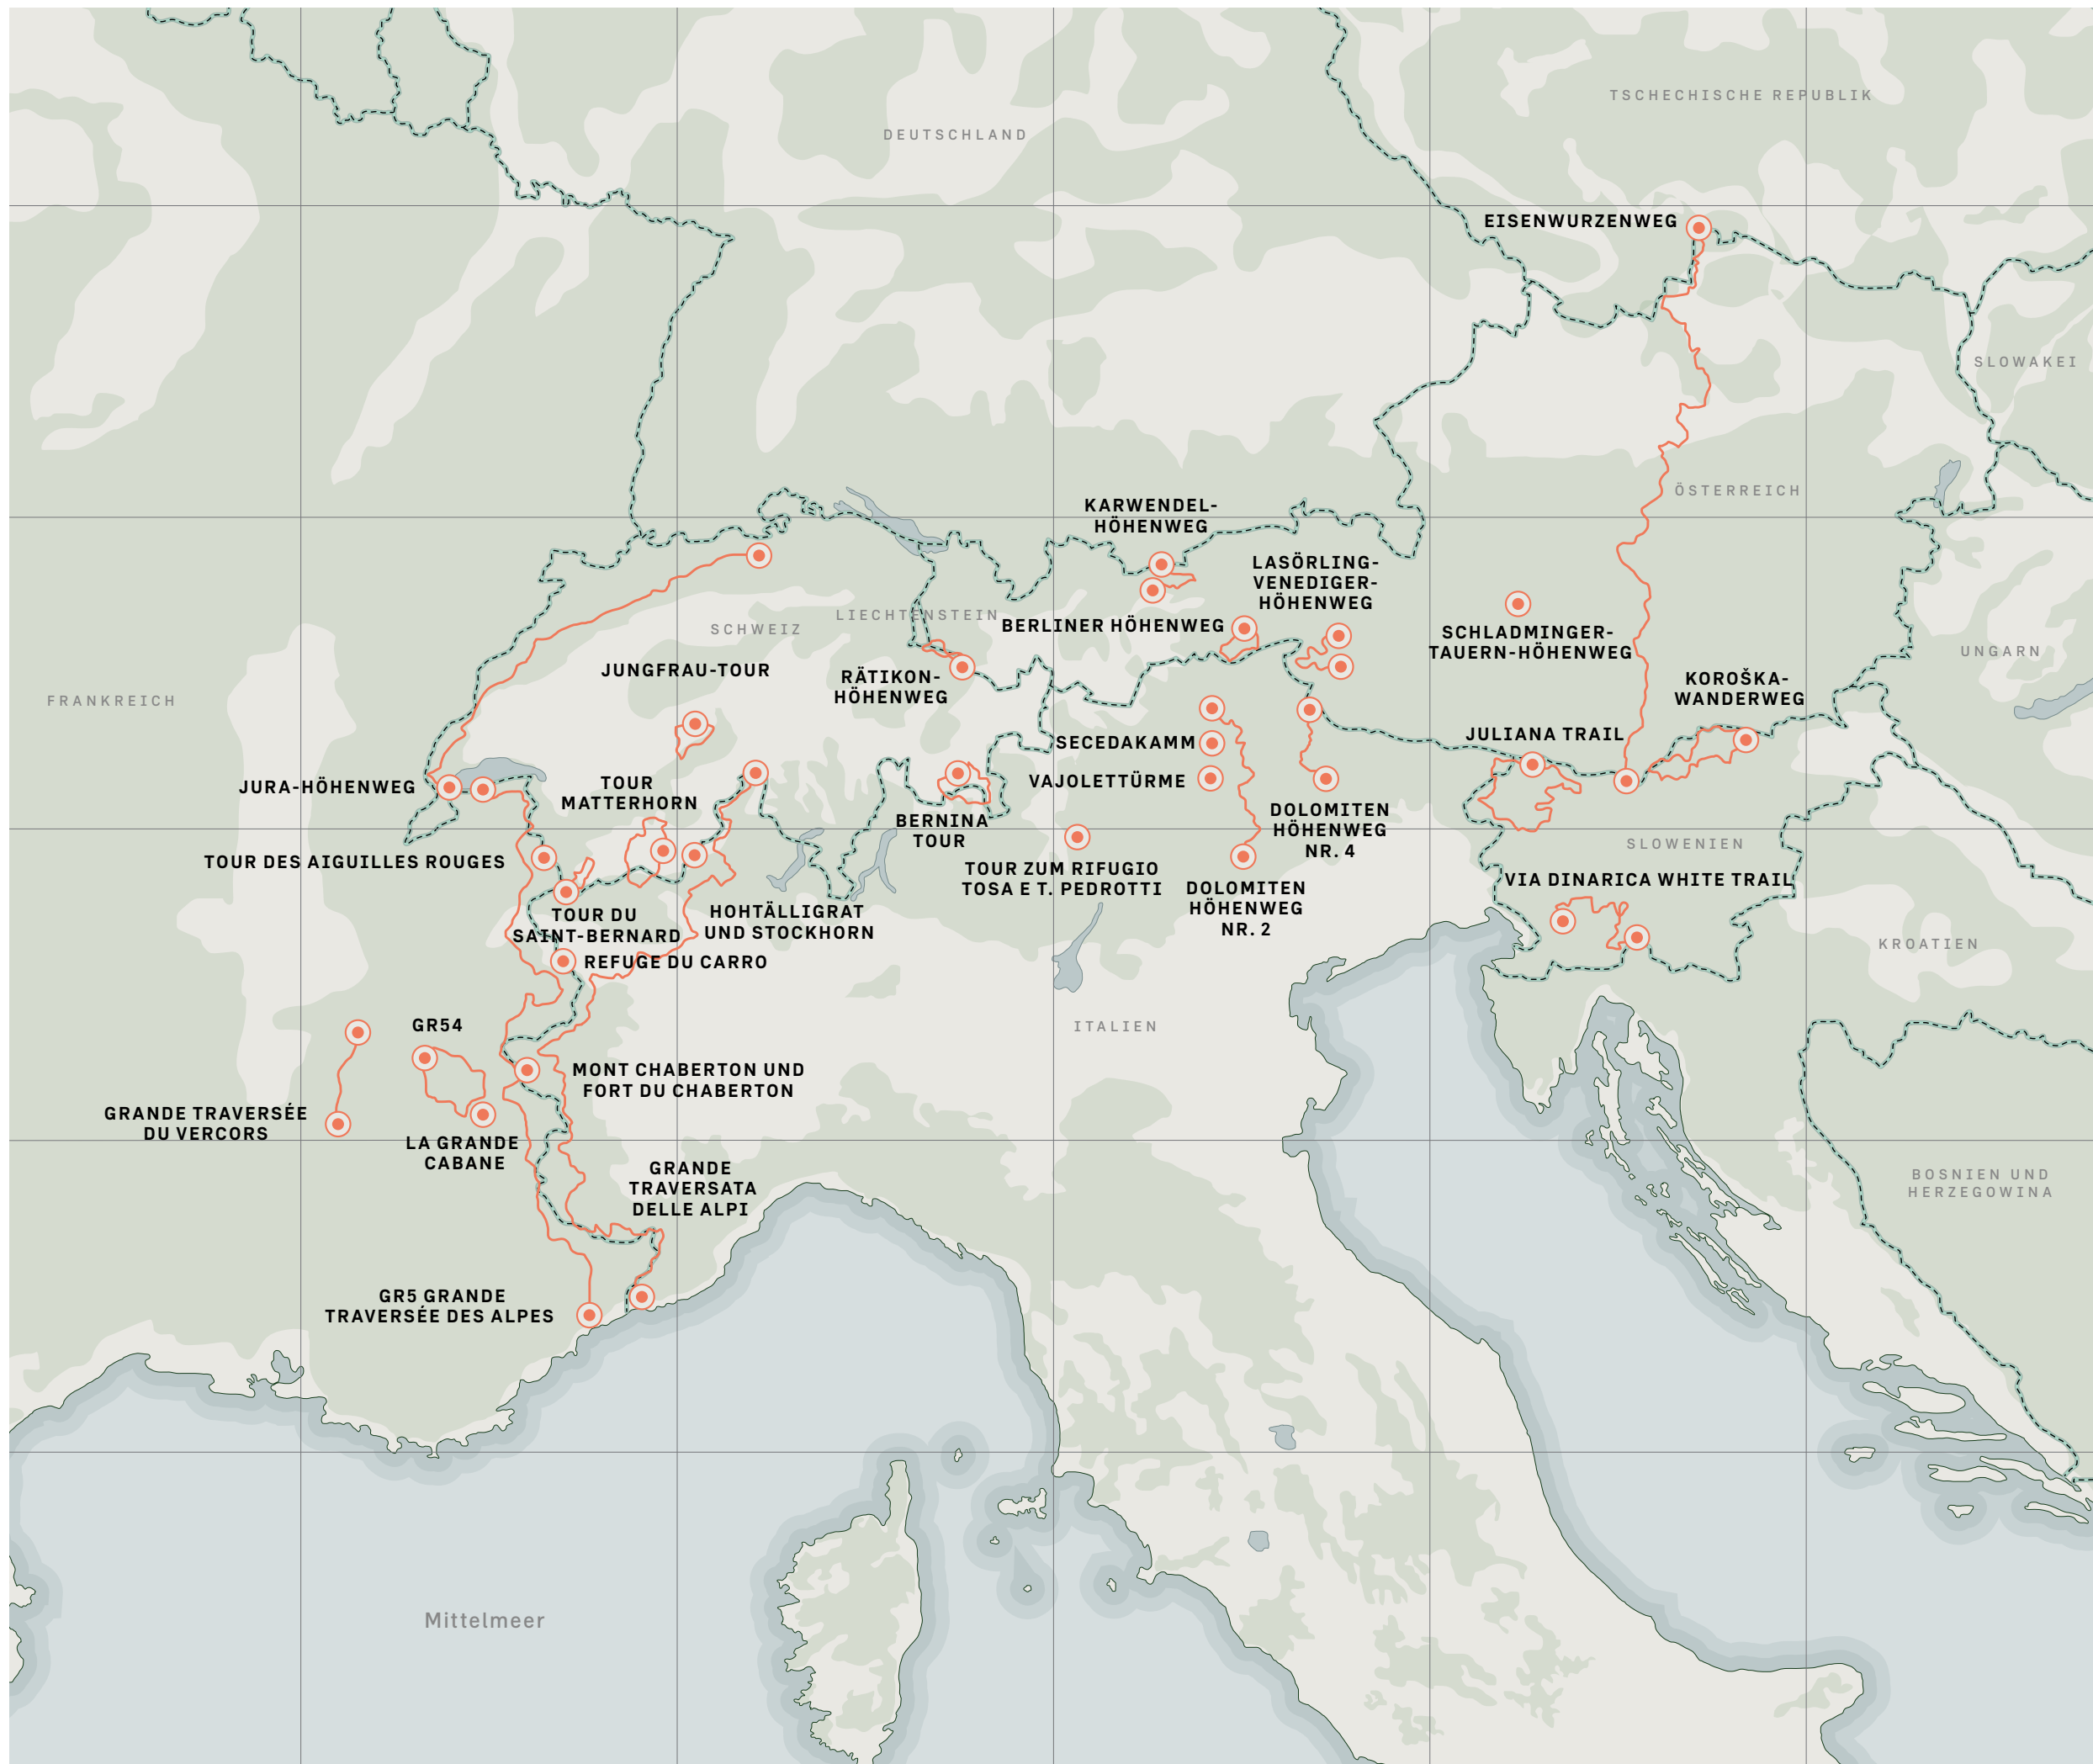 TSCHECHISCHE REPUBLIK
DEUTSCHLAND
EISENWURZENWEG
SLOWAKEI
ÖSTERREICH
KARWENDEL-
HÖHENWEG
LASÖRLING-
VENEDIGER-
HÖHENWEG
LIECHTENSTEIN
SCHWEIZ
BERLINER HÖHENWEG
SCHLADMINGER-
TAUERN-HÖHENWEG
UNGARN
JUNGFRAU-TOUR
RÄTIKON-
HÖHENWEG
KOROŠKA-
WANDERWEG
FRANKREICH
JULIANA TRAIL
SECEDAKAMM
VAJOLETTÜRME
JURA-HÖHENWEG
TOUR
MATTERHORN
BERNINA
TOUR
DOLOMITEN
HÖHENWEG
NR. 4
SLOWENIEN
TOUR DES AIGUILLES ROUGES
TOUR ZUM RIFUGIO
TOSA E T. PEDROTTI
DOLOMITEN
HÖHENWEG
NR. 2
VIA DINARICA WHITE TRAIL
TOUR DU
SAINT-BERNARD
HOHTÄLLIGRAT
UND STOCKHORN
KROATIEN
REFUGE DU CARRO
GR54
ITALIEN
MONT CHABERTON UND
FORT DU CHABERTON
GRANDE TRAVERSÉE
DU VERCORS
LA GRANDE
CABANE
GRANDE
TRAVERSATA
DELLE ALPI
BOSNIEN UND
HERZEGOWINA
GR5 GRANDE
TRAVERSÉE DES ALPES
Mittelmeer